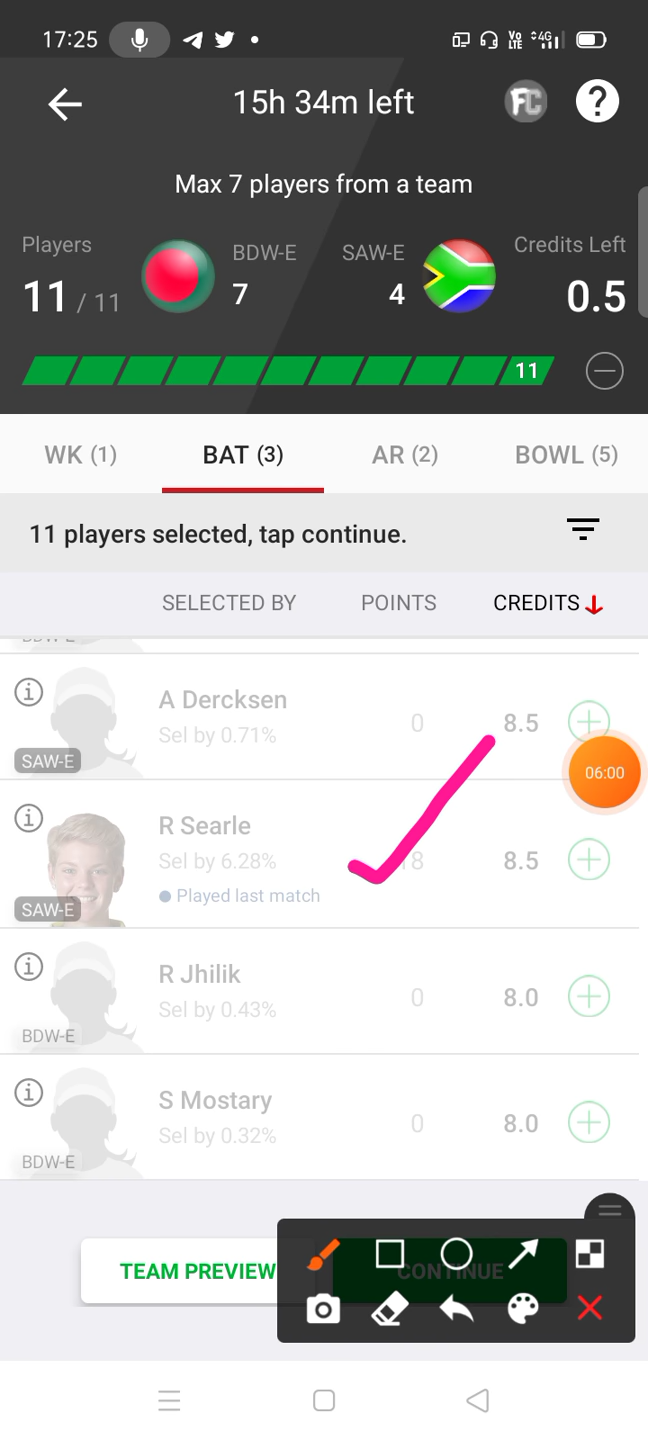 17:25
VoLTE 4G
15h 34m left
FC ?
Max 7 players from a team
Players BDW-E SAW-E Credits Left
11 / 11 7 4 0.5
11
WK (1) BAT (3) AR (2) BOWL (5)
11 players selected, tap continue.
SELECTED BY POINTS CREDITS
BDW-E
A Dercksen
Sel by 0.71% 0 8.5
SAW-E
06:00
R Searle
Sel by 6.28% 8 8.5
Played last match
SAW-E
R Jhilik
Sel by 0.43% 0 8.0
BDW-E
S Mostary
Sel by 0.32% 0 8.0
BDW-E
TEAM PREVIEW CONTINUE